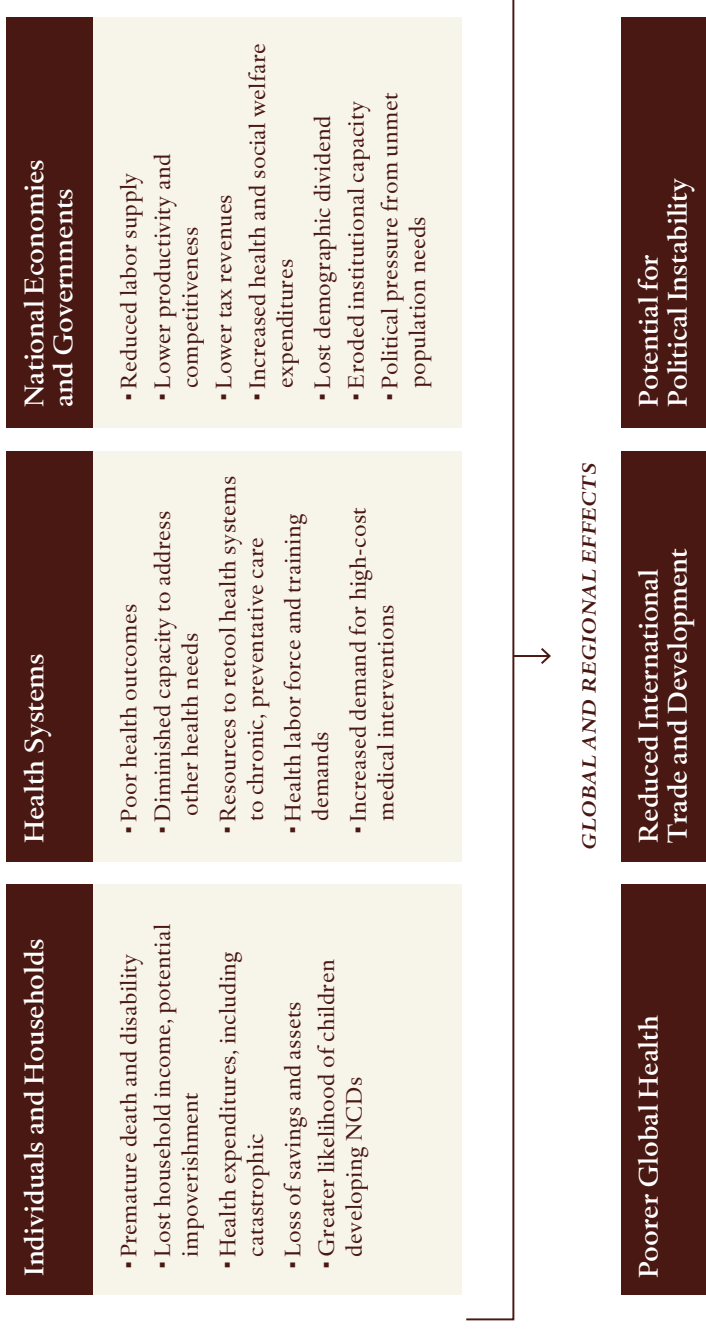 Individuals and Households
▪ Premature death and disability
▪ Lost household income, potential
impoverishment
▪ Health expenditures, including
catastrophic
▪ Loss of savings and assets
▪ Greater likelihood of children
developing NCDs
Health Systems
▪ Poor health outcomes
▪ Diminished capacity to address
other health needs
▪ Resources to retool health systems
to chronic, preventative care
▪ Health labor force and training
demands
▪ Increased demand for high-cost
medical interventions
National Economies
and Governments
▪ Reduced labor supply
▪ Lower productivity and
competitiveness
▪ Lower tax revenues
▪ Increased health and social welfare
expenditures
▪ Lost demographic dividend
▪ Eroded institutional capacity
▪ Political pressure from unmet
population needs
GLOBAL AND REGIONAL EFFECTS
Poorer Global Health
Reduced International
Trade and Development
Potential for
Political Instability